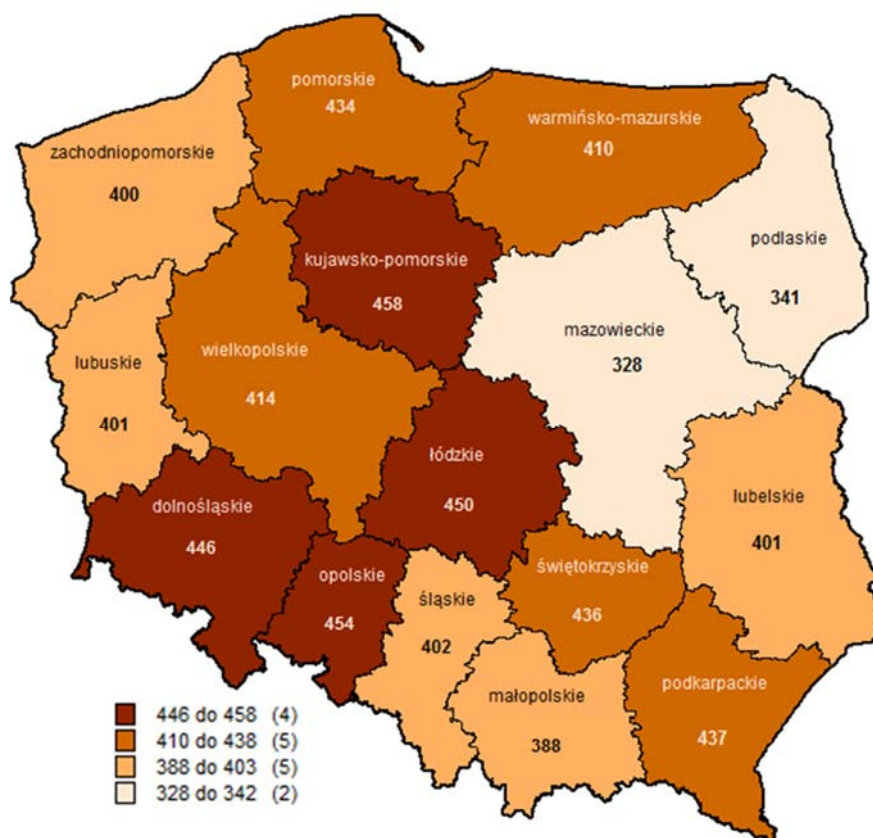 pomorskie
434
warmińsko-mazurskie
410
zachodniopomorskie
400
podlaskie
341
kujawsko-pomorskie
458
mazowieckie
328
wielkopolskie
414
lubuskie
401
łódzkie
450
lubelskie
401
dolnośląskie
446
opolskie
454
śląskie
402
świętokrzyskie
436
małopolskie
388
podkarpackie
437
446 do 458 (4)
410 do 438 (5)
388 do 403 (5)
328 do 342 (2)